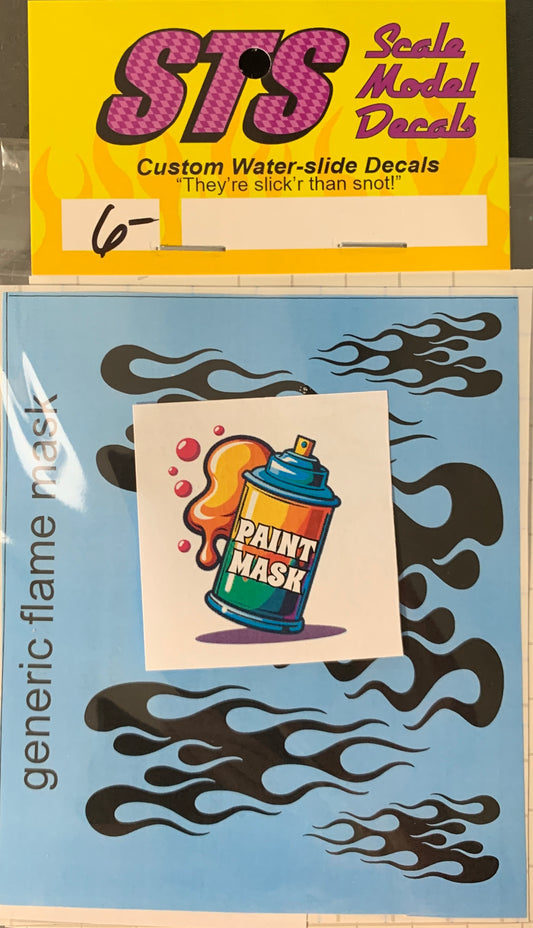 STS
Scale
Model
Decals
Custom Water-slide Decals
“They’re slick’r than snot!”
6-
generic flame mask
PAINT
MASK